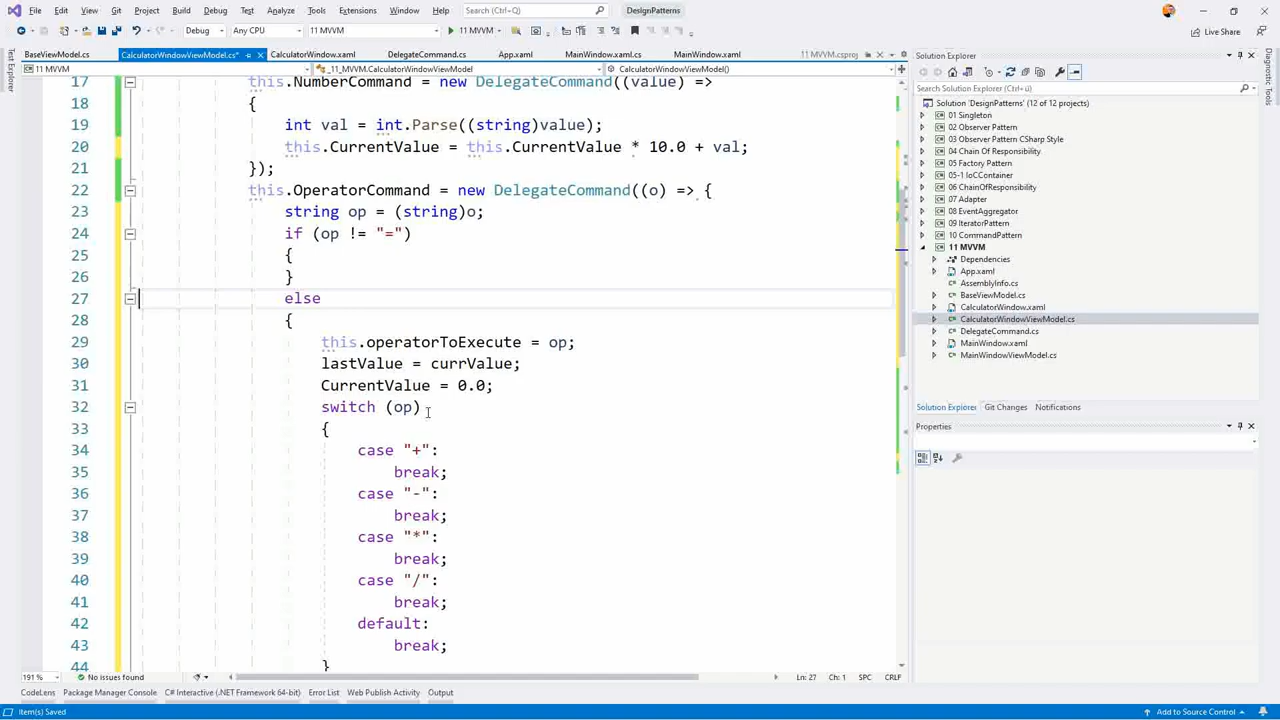 File Edit View Git Project Build Debug Test Analyze Tools Extensions Window Help Search (Ctrl+Q) DesignPatterns
Debug Any CPU 11 MVVM 11 MVVM Live Share
BaseViewModel.cs CalculatorWindowViewModel.cs* CalculatorWindow.xaml DelegateCommand.cs App.xaml MainWindow.xaml.cs MainWindow.xaml 11 MVVM.csproj
11 MVVM _11_MVVM.CalculatorWindowViewModel CalculatorWindowViewModel()
Test Explorer
17 this.NumberCommand = new DelegateCommand((value) =>
18 {
19 int val = int.Parse((string)value);
20 this.CurrentValue = this.CurrentValue * 10.0 + val;
21 });
22 this.OperatorCommand = new DelegateCommand((o) => {
23 string op = (string)o;
24 if (op != "=")
25 {
26 }
27 else
28 {
29 this.operatorToExecute = op;
30 lastValue = currValue;
31 CurrentValue = 0.0;
32 switch (op)
33 {
34 case "+":
35 break;
36 case "-":
37 break;
38 case "*":
39 break;
40 case "/":
41 break;
42 default:
43 break;
44 }
191 % No issues found Ln: 27 Ch: 1 SPC CRLF
Solution Explorer
Search Solution Explorer (Ctrl+ü)
Solution 'DesignPatterns' (12 of 12 projects)
01 Singleton
02 Observer Pattern
03 Observer Pattern CSharp Style
04 Chain Of Responsibility
05 Factory Pattern
05-1 IoCContainer
06 ChainOfResponsibility
07 Adapter
08 EventAggregator
09 IteratorPattern
10 CommandPattern
11 MVVM
Dependencies
App.xaml
AssemblyInfo.cs
BaseViewModel.cs
CalculatorWindow.xaml
CalculatorWindowViewModel.cs
DelegateCommand.cs
MainWindow.xaml
MainWindowViewModel.cs
Solution Explorer Git Changes Notifications
Properties
Diagnostic Tools
CodeLens Package Manager Console C# Interactive (.NET Framework 64-bit) Error List Web Publish Activity Output
Item(s) Saved Add to Source Control